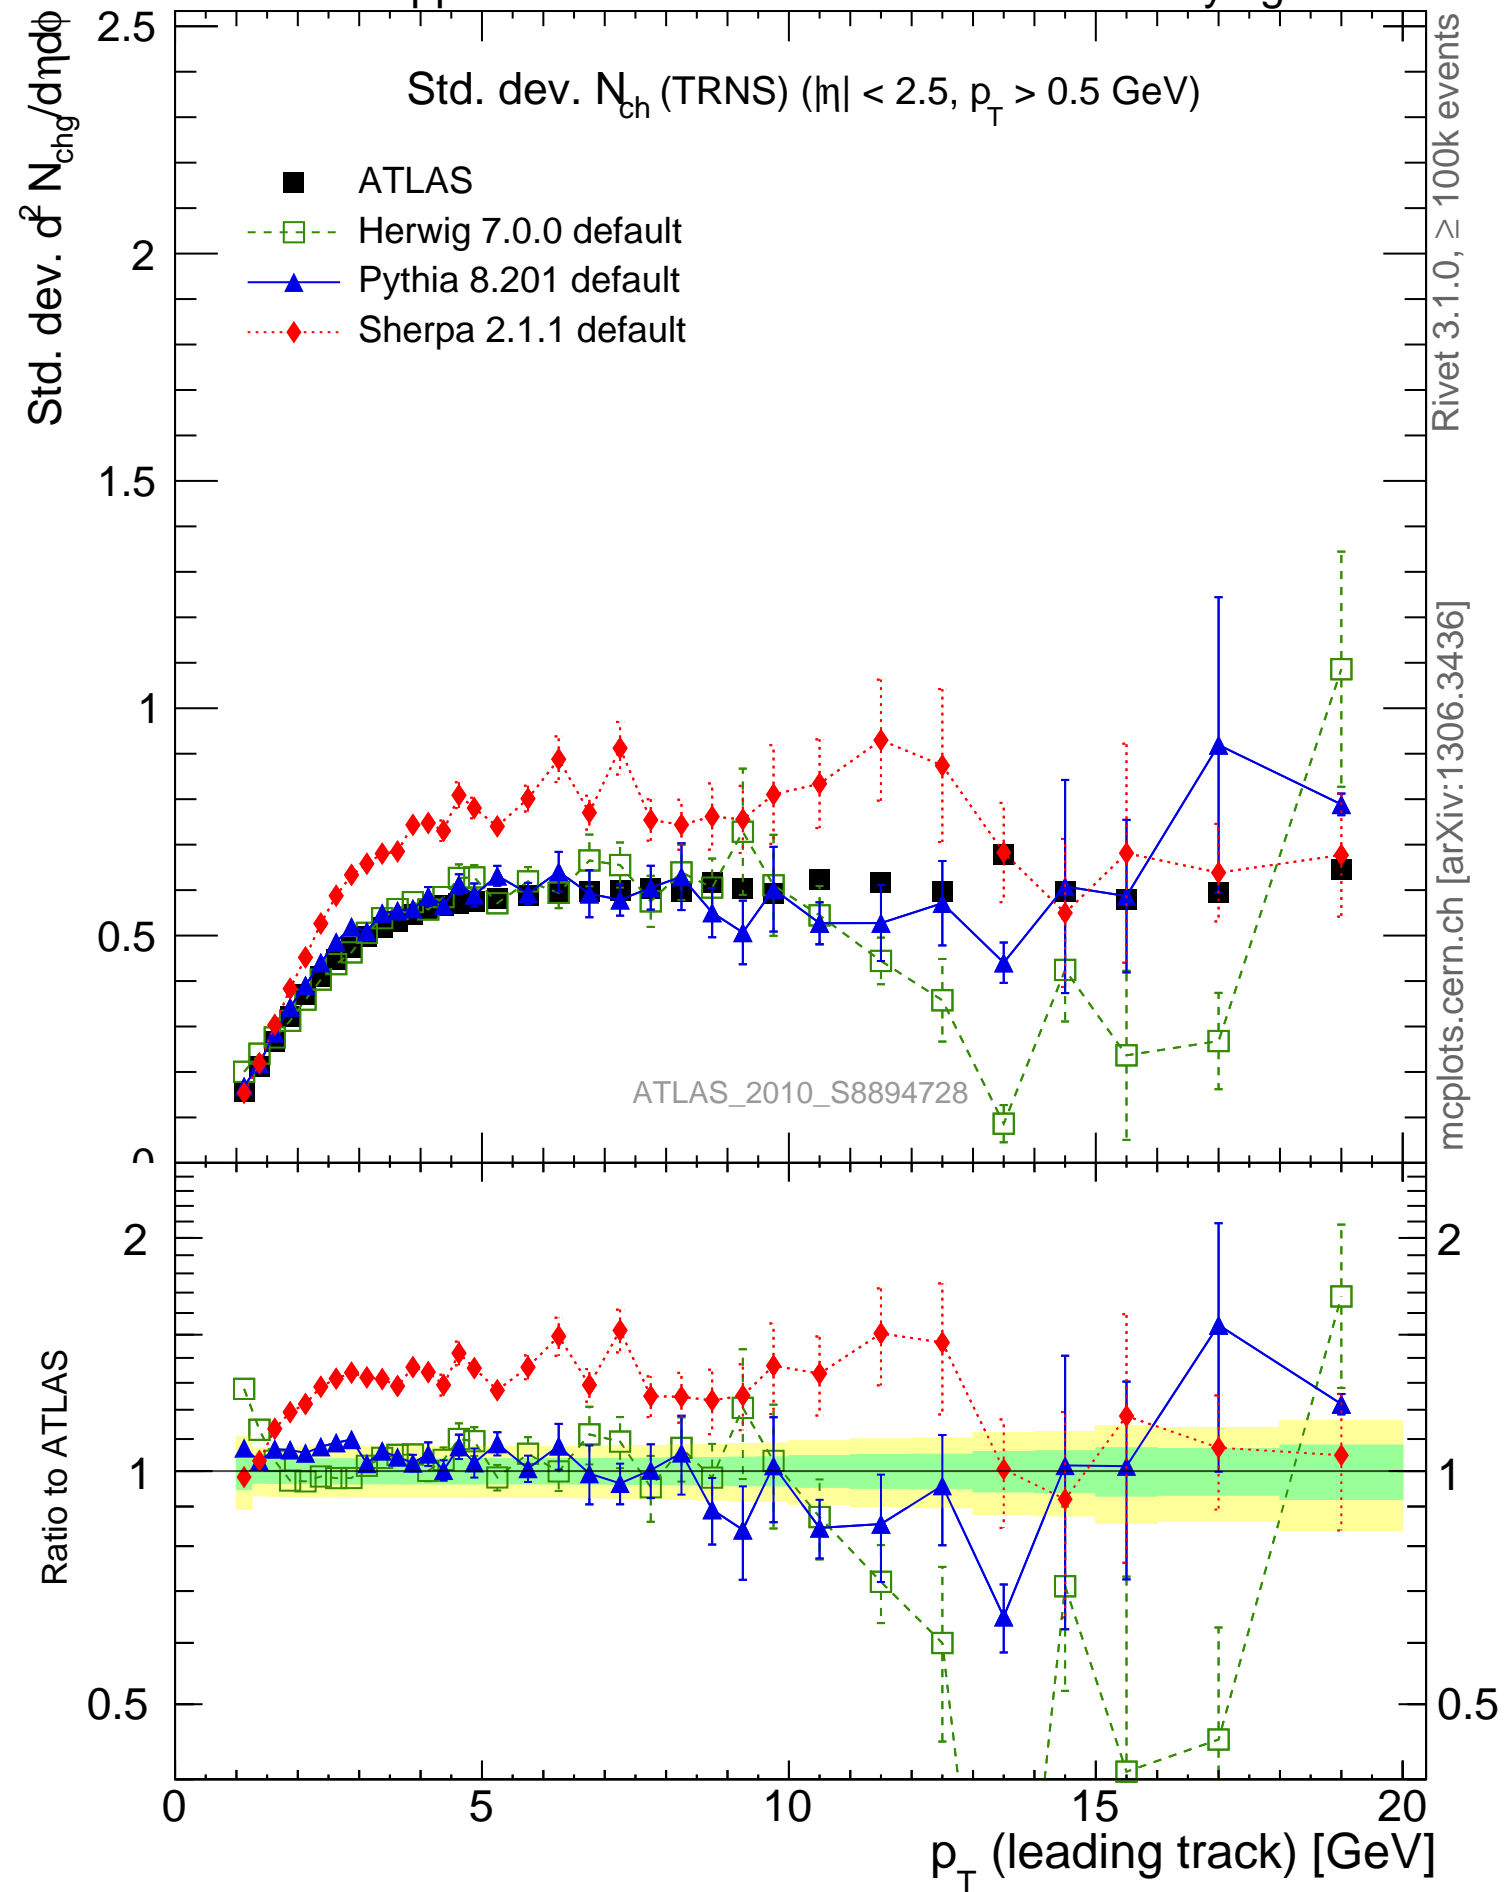 Std. dev. d² N_chg/dηdφ
Std. dev. N_ch (TRNS) (|η| < 2.5, p_T > 0.5 GeV)
ATLAS
Herwig 7.0.0 default
Pythia 8.201 default
Sherpa 2.1.1 default
2.5
2
1.5
1
0.5
0
ATLAS_2010_S8894728
Rivet 3.1.0, ≥ 100k events
mcplots.cern.ch [arXiv:1306.3436]
Ratio to ATLAS
2
1
0.5
2
1
0.5
0 5 10 15 20
p_T (leading track) [GeV]